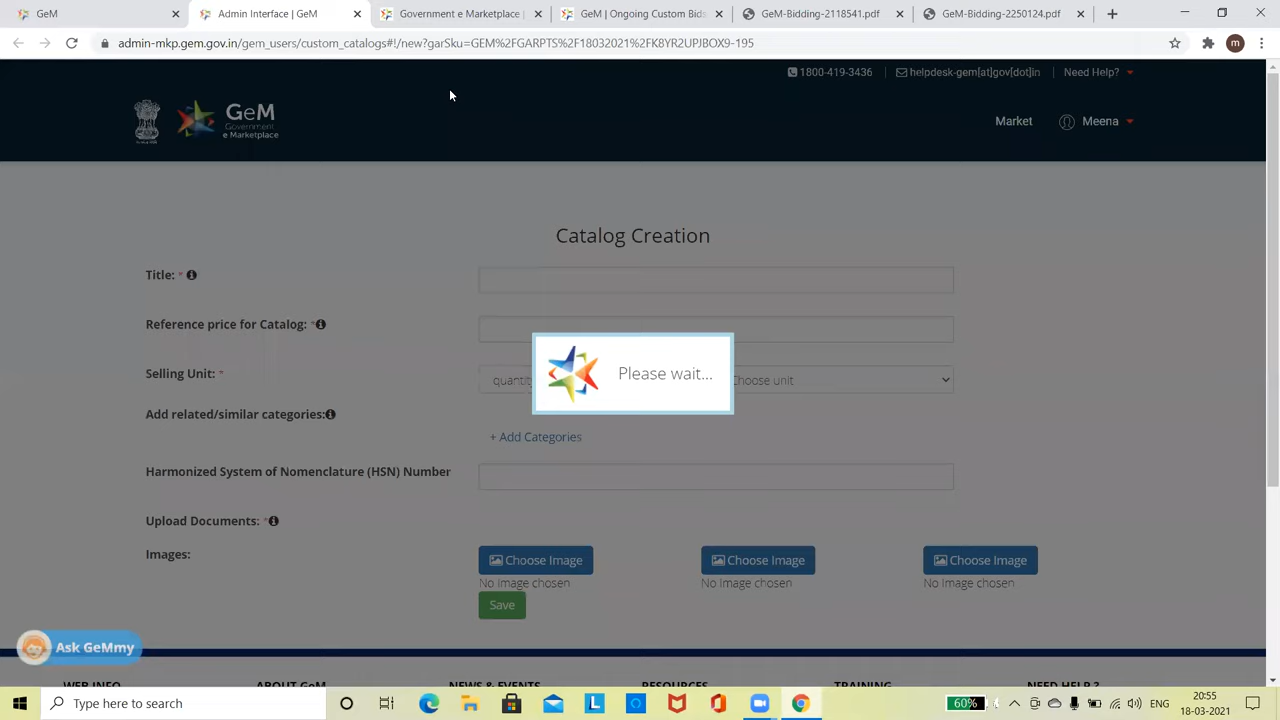 GeM
Admin Interface | GeM
Government e Marketplace |
GeM | Ongoing Custom Bids
GeM-Bidding-2118541.pdf
GeM-Bidding-2250124.pdf
admin-mkp.gem.gov.in/gem_users/custom_catalogs#!/new?garSku=GEM%2FGARPTS%2F18032021%2FK8YR2UPJBOX9-195
m
1800-419-3436
helpdesk-gem[at]gov[dot]in
Need Help?
GeM
Government
e Marketplace
Market
Meena
Catalog Creation
Title: *
Reference price for Catalog: *
Please wait...
Selling Unit: *
quantity
Choose unit
Add related/similar categories:
+ Add Categories
Harmonized System of Nomenclature (HSN) Number
Upload Documents: *
Images:
Choose Image
Choose Image
Choose Image
No Image chosen
No Image chosen
No Image chosen
Save
Ask GeMmy
WEB INFO
ABOUT GeM
NEWS & EVENTS
RESOURCES
TRAINING
NEED HELP ?
Type here to search
60%
ENG
20:55
18-03-2021